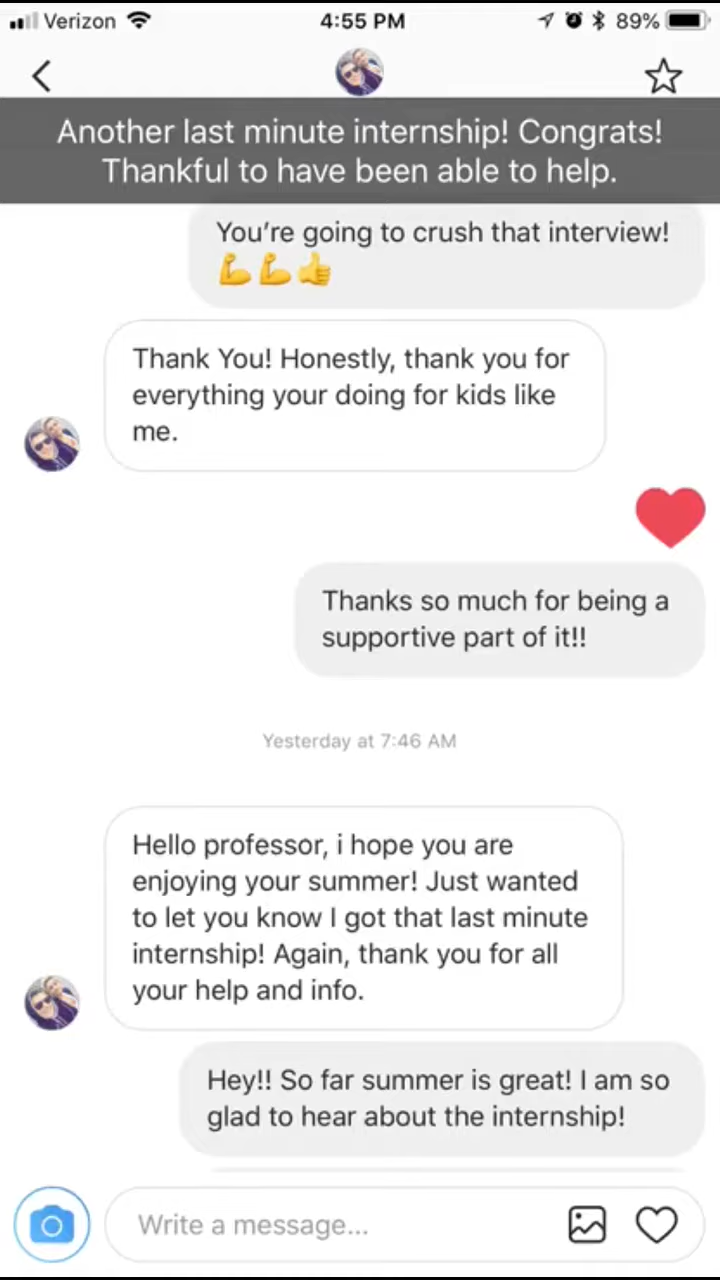 Verizon 4:55 PM 89%
Another last minute internship! Congrats!
Thankful to have been able to help.
You're going to crush that interview!
💪💪👍
Thank You! Honestly, thank you for
everything your doing for kids like
me.
Thanks so much for being a
supportive part of it!!
Yesterday at 7:46 AM
Hello professor, i hope you are
enjoying your summer! Just wanted
to let you know I got that last minute
internship! Again, thank you for all
your help and info.
Hey!! So far summer is great! I am so
glad to hear about the internship!
Write a message...